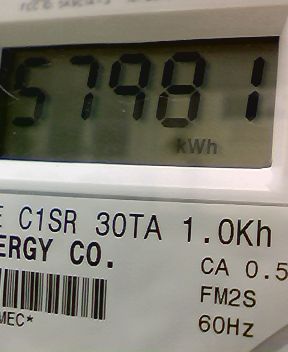 57981
kWh
E C1SR 30TA 1.0Kh
ERGY CO.
CA 0.5
FM2S
MEC*
60Hz